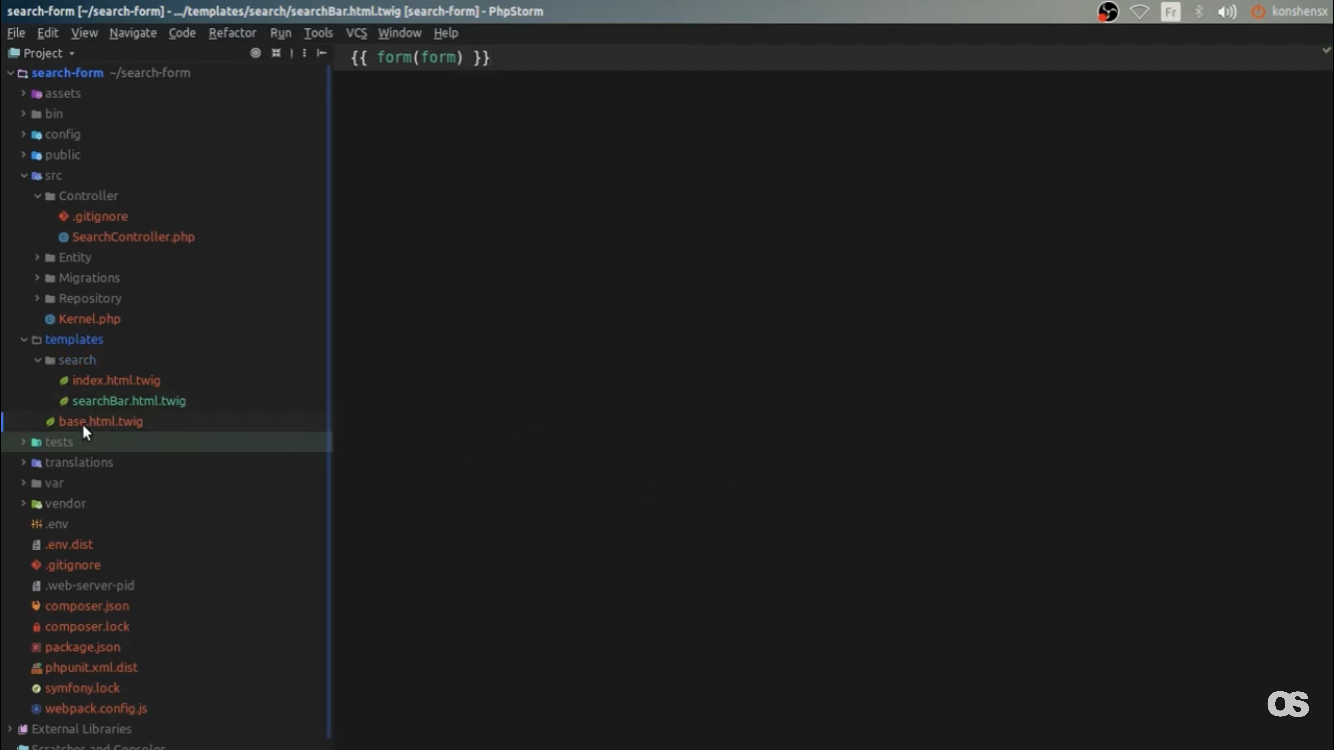 search-form [~/search-form] - .../templates/search/searchBar.html.twig [search-form] - PhpStorm
Fr
konshensx
File Edit View Navigate Code Refactor Run Tools VCS Window Help
Project
{{ form(form) }}
search-form ~/search-form
assets
bin
config
public
src
Controller
.gitignore
SearchController.php
Entity
Migrations
Repository
Kernel.php
templates
search
index.html.twig
searchBar.html.twig
base.html.twig
tests
translations
var
vendor
.env
.env.dist
.gitignore
.web-server-pid
composer.json
composer.lock
package.json
phpunit.xml.dist
symfony.lock
webpack.config.js
External Libraries
Scratches and Consoles
OS